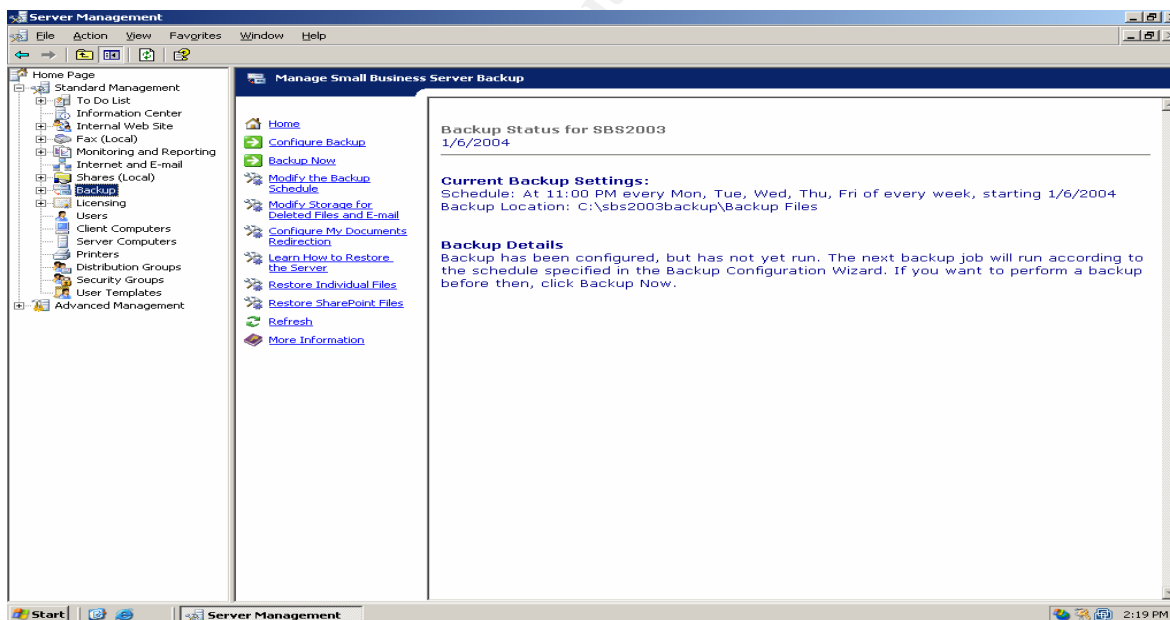 Server Management
File Action View Favorites Window Help
Home Page
Standard Management
To Do List
Information Center
Internal Web Site
Fax (Local)
Monitoring and Reporting
Internet and E-mail
Shares (Local)
Backup
Licensing
Users
Client Computers
Server Computers
Printers
Distribution Groups
Security Groups
User Templates
Advanced Management
Manage Small Business Server Backup
Home
Configure Backup
Backup Now
Modify the Backup
Schedule
Modify Storage for
Deleted Files and E-mail
Configure My Documents
Redirection
Learn How to Restore
the Server
Restore Individual Files
Restore SharePoint Files
Refresh
More Information
Backup Status for SBS2003
1/6/2004
Current Backup Settings:
Schedule: At 11:00 PM every Mon, Tue, Wed, Thu, Fri of every week, starting 1/6/2004
Backup Location: C:\sbs2003backup\Backup Files
Backup Details
Backup has been configured, but has not yet run. The next backup job will run according to
the schedule specified in the Backup Configuration Wizard. If you want to perform a backup
before then, click Backup Now.
Start
Server Management
2:19 PM